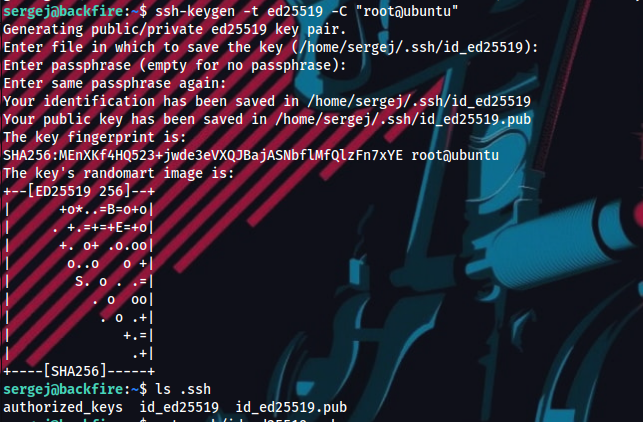 sergej@backfire:~$ ssh-keygen -t ed25519 -C "root@ubuntu"
Generating public/private ed25519 key pair.
Enter file in which to save the key (/home/sergej/.ssh/id_ed25519):
Enter passphrase (empty for no passphrase):
Enter same passphrase again:
Your identification has been saved in /home/sergej/.ssh/id_ed25519
Your public key has been saved in /home/sergej/.ssh/id_ed25519.pub
The key fingerprint is:
SHA256:MEnXKf4HQ523+jwde3eVXQJBajASNbflMfQlzFn7xYE root@ubuntu
The key's randomart image is:
+--[ED25519 256]--+
|      +o*..=B=o+o|
|     . +.=+=+E=+o|
|      +. o+ .o.oo|
|       o..o   o +|
|        S. o . .=|
|          . o  oo|
|           . o .+|
|              +.=|
|               .+|
+----[SHA256]-----+
sergej@backfire:~$ ls .ssh
authorized_keys  id_ed25519  id_ed25519.pub